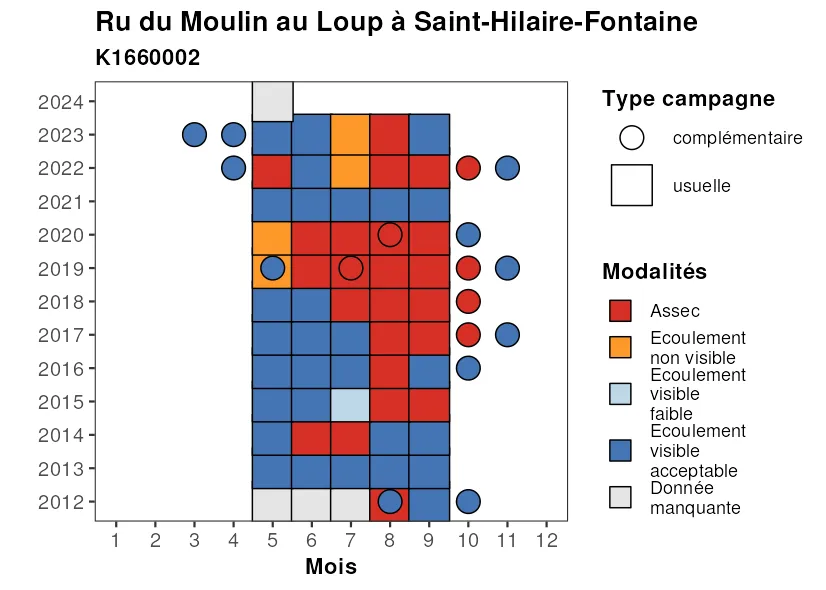 Ru du Moulin au Loup à Saint-Hilaire-Fontaine
K1660002
2024
2023
2022
2021
2020
2019
2018
2017
2016
2015
2014
2013
2012
1 2 3 4 5 6 7 8 9 10 11 12
Mois
Type campagne
complémentaire
usuelle
Modalités
Assec
Ecoulement
non visible
Ecoulement
visible
faible
Ecoulement
visible
acceptable
Donnée
manquante